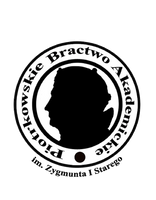 Piotrkowskie Bractwo Akademickie
im. Zygmunta I Starego